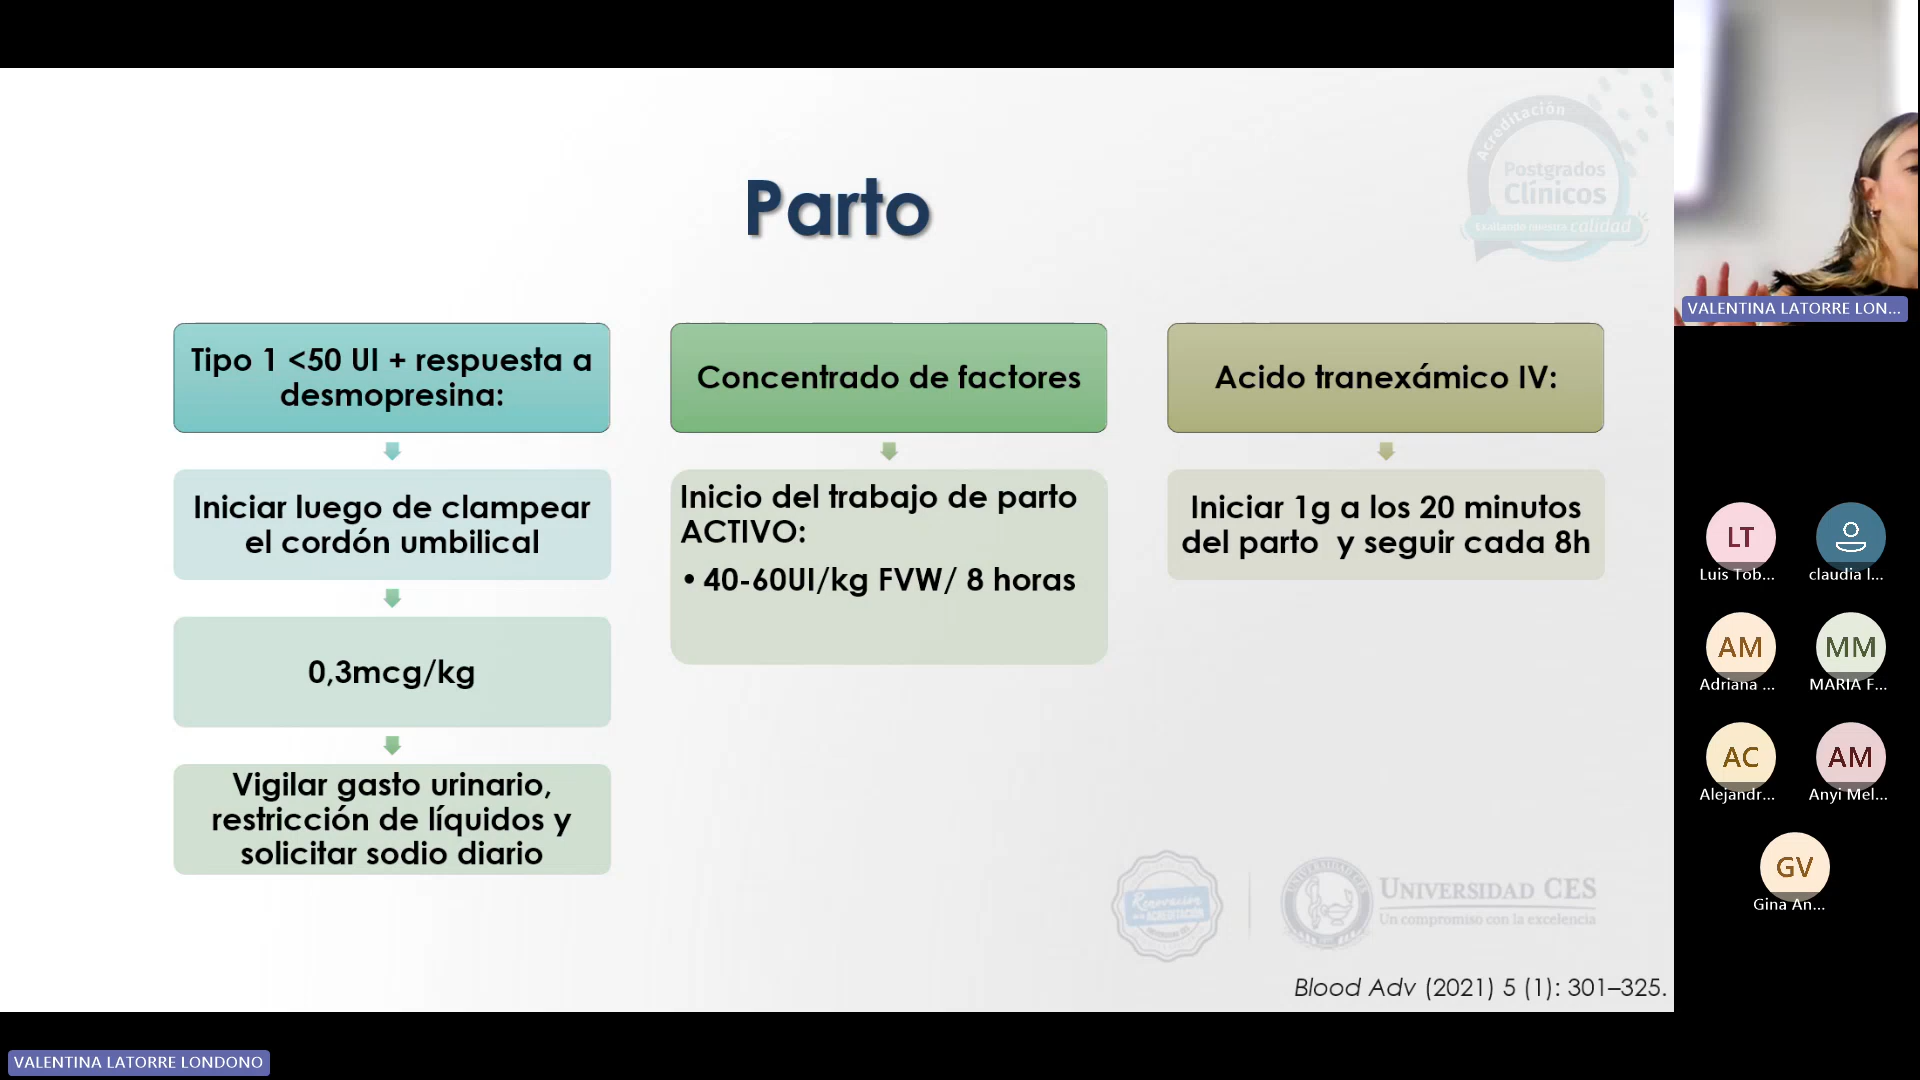 Acreditación
Postgrados
Clínicos
calidad
Parto
VALENTINA LATORRE LON...
Tipo 1 <50 UI + respuesta a
desmopresina:
Iniciar luego de clampear
el cordón umbilical
0,3mcg/kg
Vigilar gasto urinario,
restricción de líquidos y
solicitar sodio diario
Concentrado de factores
Inicio del trabajo de parto
ACTIVO:
• 40-60UI/kg FVW/ 8 horas
Acido tranexámico IV:
Iniciar 1g a los 20 minutos
del parto y seguir cada 8h
LT
Luis Tob...
claudia l...
AM
Adriana ...
MM
MARIA F...
AC
Alejandr...
AM
Anyi Mel...
GV
Gina An...
Renovación
ACREDITACIÓN
UNIVERSIDAD CES
Un compromiso con la excelencia
Blood Adv (2021) 5 (1): 301–325.
VALENTINA LATORRE LONDONO